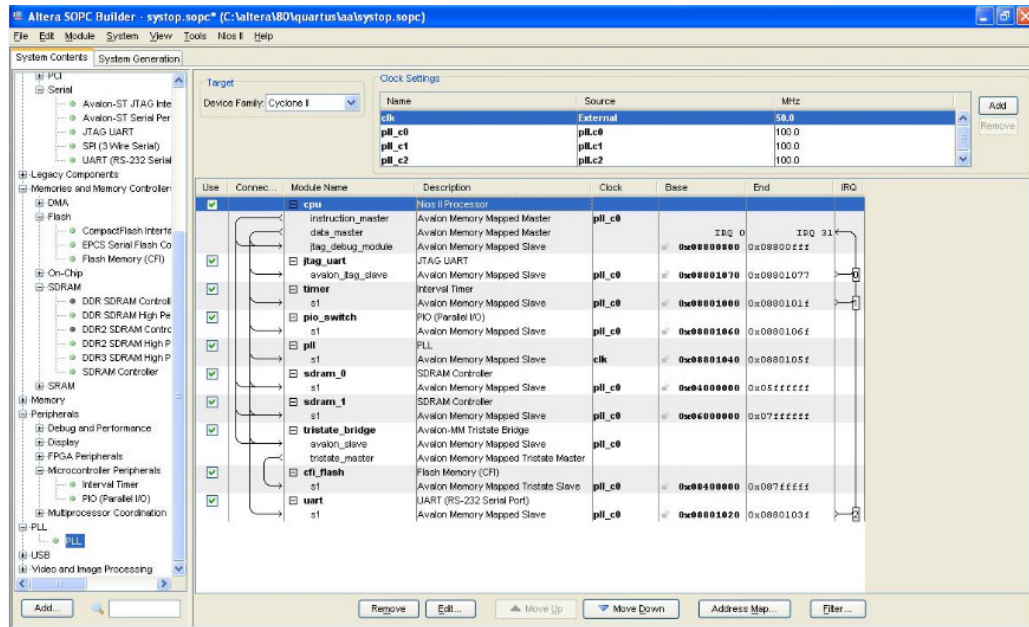 Altera SOPC Builder - systop.sopc* (C:\altera\80\quartus\aa\systop.sopc)
File Edit Module System View Tools Nios II Help
System Contents System Generation
PCI
Serial
Avalon-ST JTAG Inte
Avalon-ST Serial Per
JTAG UART
SPI (3 Wire Serial)
UART (RS-232 Serial
Legacy Components
Memories and Memory Controller
DMA
Flash
CompactFlash Interfa
EPCS Serial Flash Co
Flash Memory (CFI)
On-Chip
SDRAM
DDR SDRAM Controll
DDR SDRAM High Pe
DDR2 SDRAM Contrc
DDR2 SDRAM High P
DDR3 SDRAM High P
SDRAM Controller
SRAM
Memory
Peripherals
Debug and Performance
Display
FPGA Peripherals
Microcontroller Peripherals
Interval Timer
PIO (Parallel I/O)
Multiprocessor Coordination
PLL
PLL
USB
Video and Image Processing
Add...
Target
Device Family: Cyclone II
Clock Settings
Name Source MHz
clk External 50.0
pll_c0 pll.c0 100.0
pll_c1 pll.c1 100.0
pll_c2 pll.c2 100.0
Add
Remove
Use Connec... Module Name Description Clock Base End IRQ
cpu Nios II Processor
instruction_master Avalon Memory Mapped Master pll_c0
data_master Avalon Memory Mapped Master IRQ 0 IRQ 31
jtag_debug_module Avalon Memory Mapped Slave 0x08800800 0x08800fff
jtag_uart JTAG UART
avalon_jtag_slave Avalon Memory Mapped Slave pll_c0 0x08801070 0x08801077 0
timer Interval Timer
s1 Avalon Memory Mapped Slave pll_c0 0x08801000 0x0880101f 1
pio_switch PIO (Parallel I/O)
s1 Avalon Memory Mapped Slave pll_c0 0x08801060 0x0880106f
pll PLL
s1 Avalon Memory Mapped Slave clk 0x08801040 0x0880105f
sdram_0 SDRAM Controller
s1 Avalon Memory Mapped Slave pll_c0 0x04000000 0x05ffffff
sdram_1 SDRAM Controller
s1 Avalon Memory Mapped Slave pll_c0 0x06000000 0x07ffffff
tristate_bridge Avalon-MM Tristate Bridge
avalon_slave Avalon Memory Mapped Slave pll_c0
tristate_master Avalon Memory Mapped Tristate Master
cfi_flash Flash Memory (CFI)
s1 Avalon Memory Mapped Tristate Slave pll_c0 0x08400000 0x087fffff
uart UART (RS-232 Serial Port)
s1 Avalon Memory Mapped Slave pll_c0 0x08801020 0x0880103f 2
Remove Edit... Move Up Move Down Address Map... Filter...